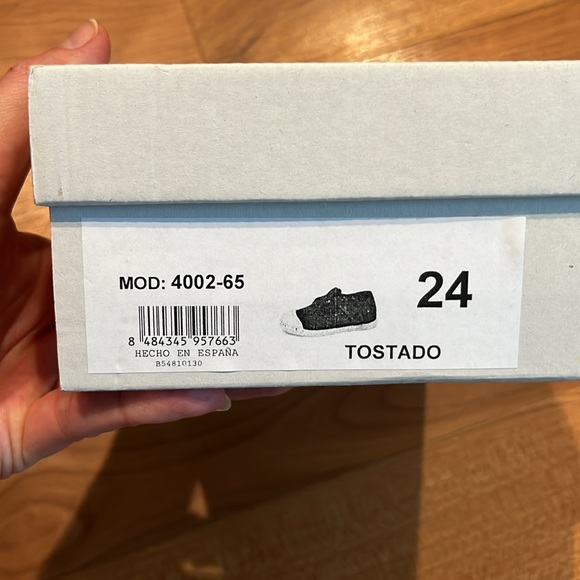 MOD: 4002-65
24
8 484345 957663
HECHO EN ESPAÑA
B54810130
TOSTADO